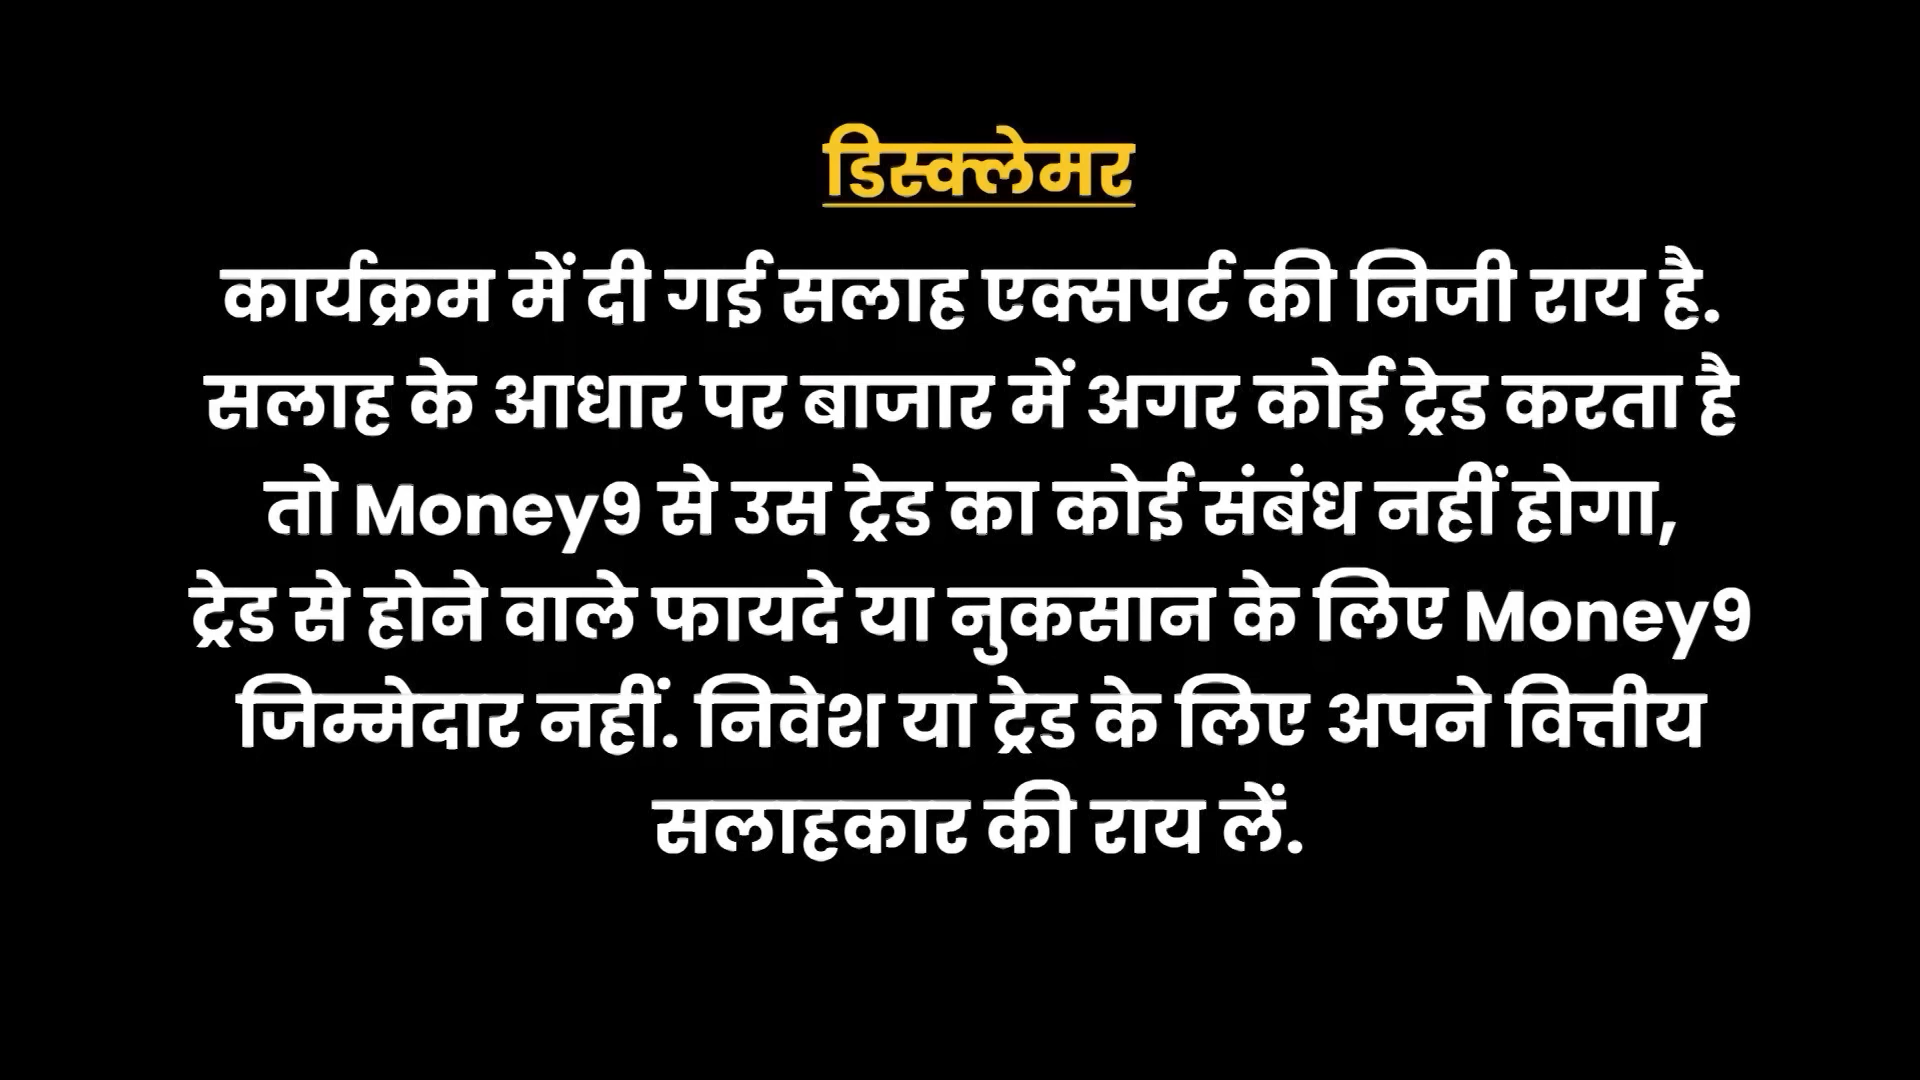 डिस्क्लेमर
कार्यक्रम में दी गई सलाह एक्सपर्ट की निजी राय है.
सलाह के आधार पर बाजार में अगर कोई ट्रेड करता है
तो Money9 से उस ट्रेड का कोई संबंध नहीं होगा,
ट्रेड से होने वाले फायदे या नुकसान के लिए Money9
जिम्मेदार नहीं. निवेश या ट्रेड के लिए अपने वित्तीय
सलाहकार की राय लें.